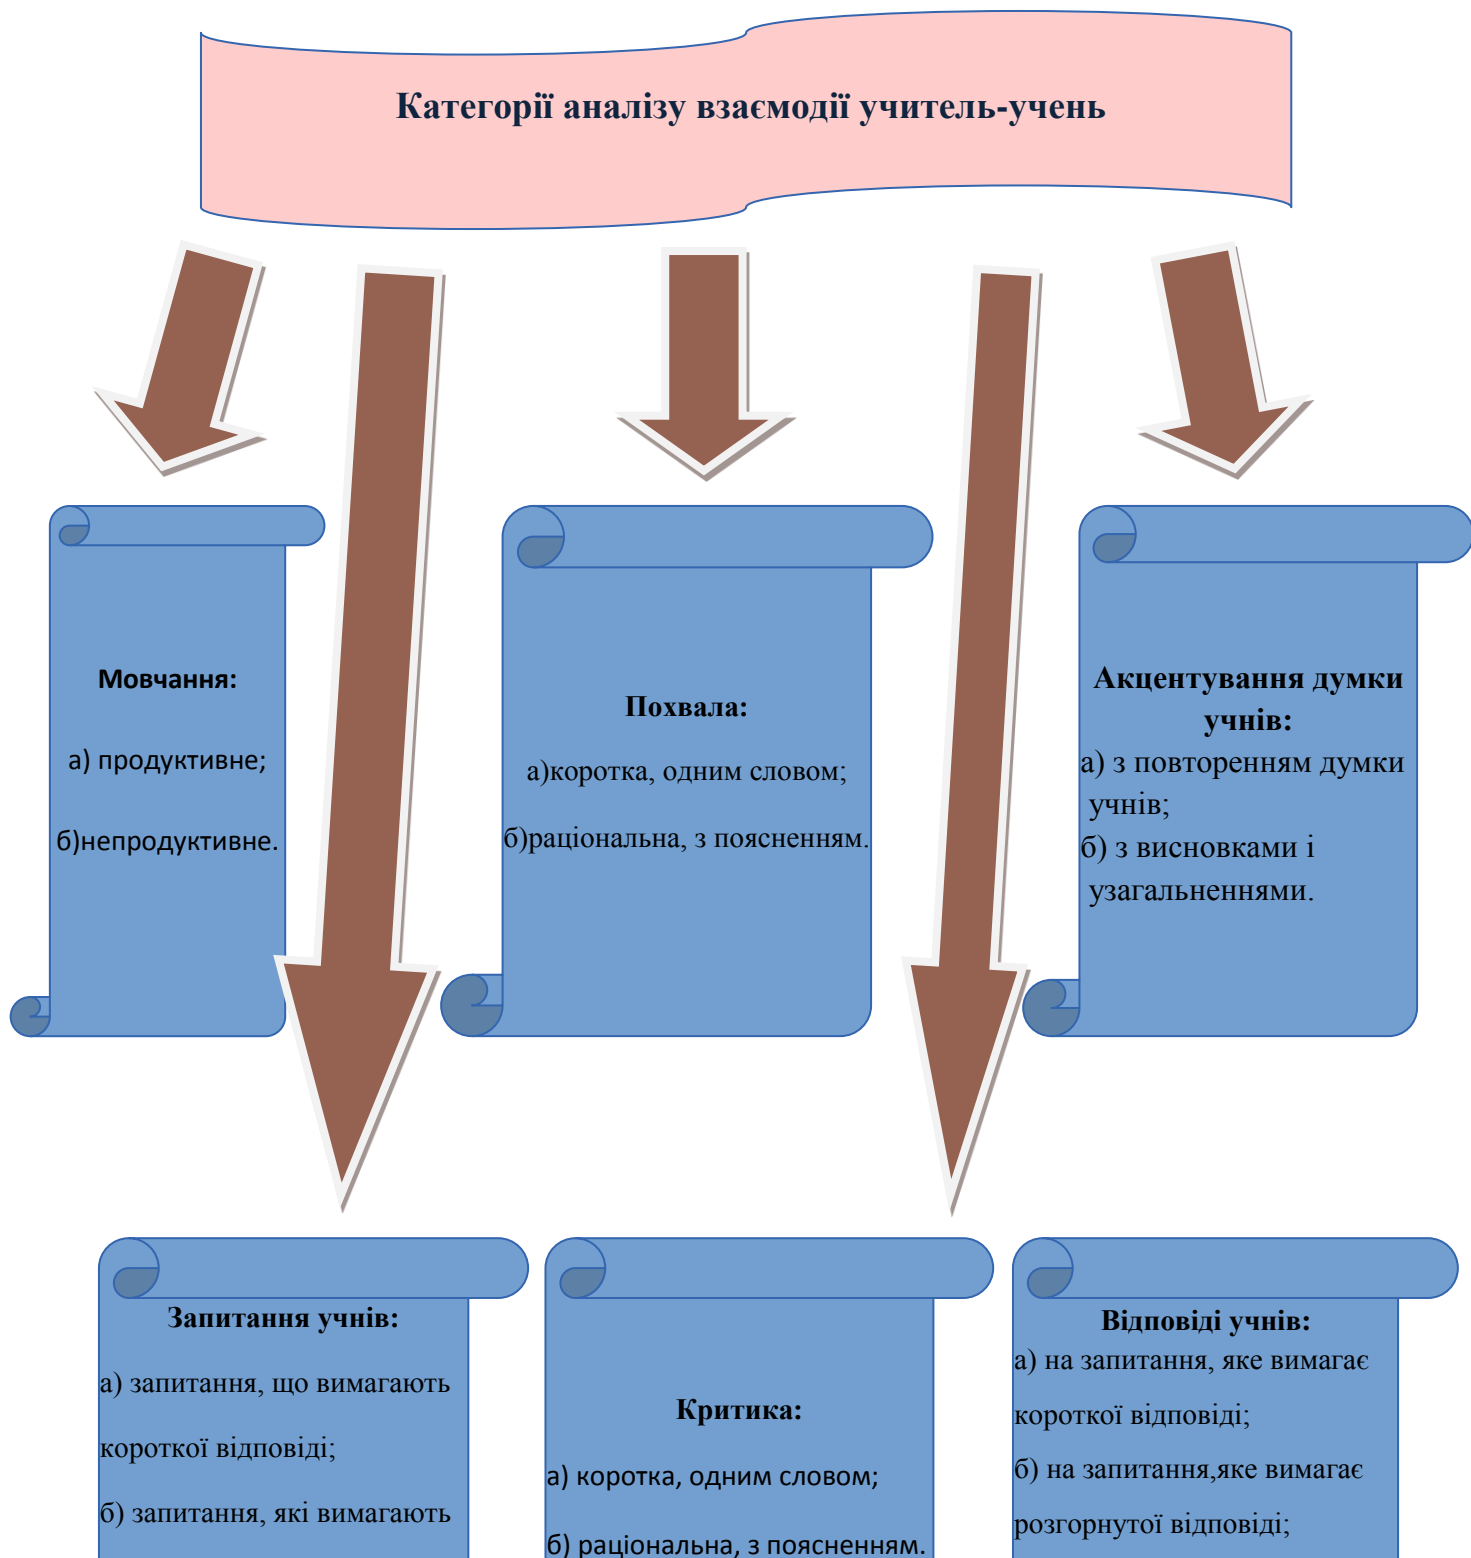 Категорії аналізу взаємодії учитель-учень
Мовчання:
а) продуктивне;
б)непродуктивне.
Похвала:
а)коротка, одним словом;
б)раціональна, з поясненням.
Акцентування думки
учнів:
а) з повторенням думки
учнів;
б) з висновками і
узагальненнями.
Запитання учнів:
а) запитання, що вимагають
короткої відповіді;
б) запитання, які вимагають
Критика:
а) коротка, одним словом;
б) раціональна, з поясненням.
Відповіді учнів:
а) на запитання, яке вимагає
короткої відповіді;
б) на запитання,яке вимагає
розгорнутої відповіді;